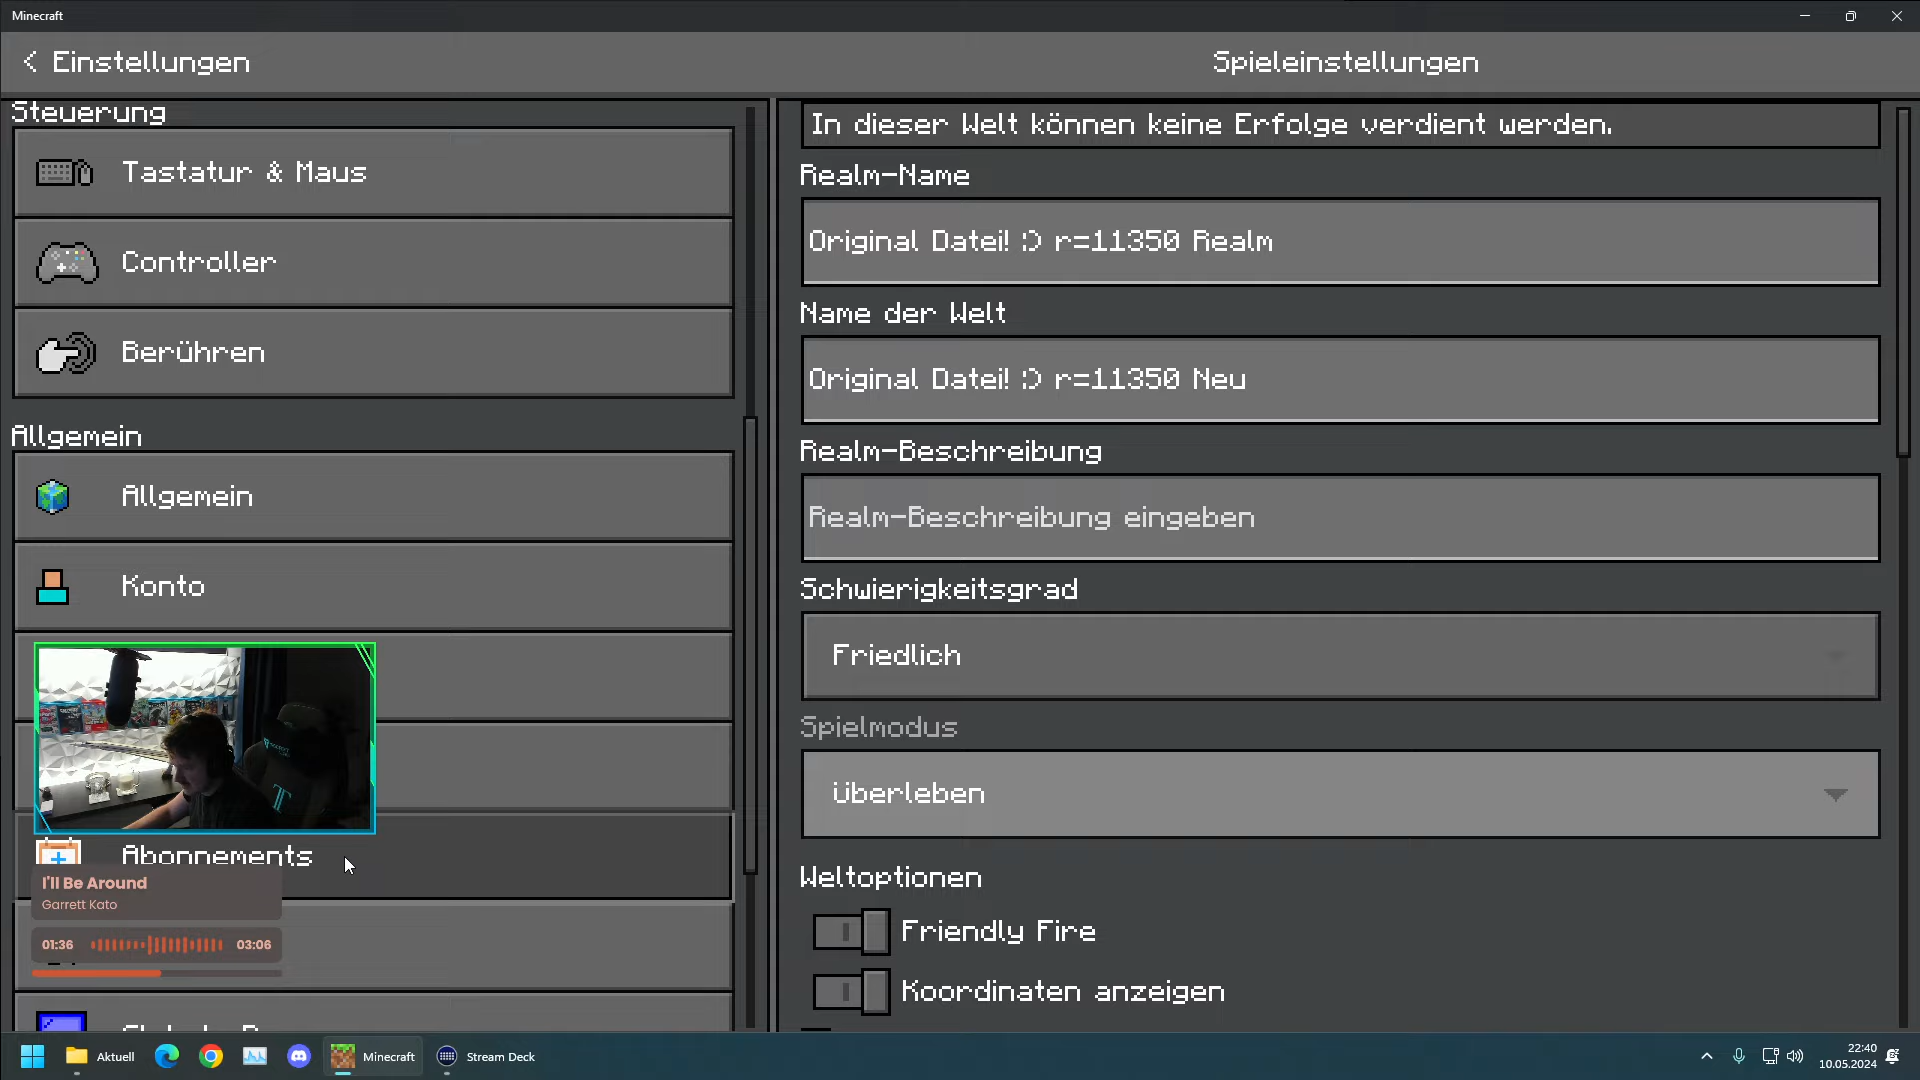 Minecraft
< Einstellungen
Spieleinstellungen
Steuerung
Tastatur & Maus
Controller
Berühren
Allgemein
Allgemein
Konto
Abonnements
I'll Be Around
Garrett Kato
01:36
03:06
In dieser Welt können keine Erfolge verdient werden.
Realm-Name
Original Datei! :) r=11350 Realm
Name der Welt
Original Datei! :) r=11350 Neu
Realm-Beschreibung
Realm-Beschreibung eingeben
Schwierigkeitsgrad
Friedlich
Spielmodus
Überleben
Weltoptionen
Friendly Fire
Koordinaten anzeigen
Aktuell
Minecraft
Stream Deck
22:40
10.05.2024